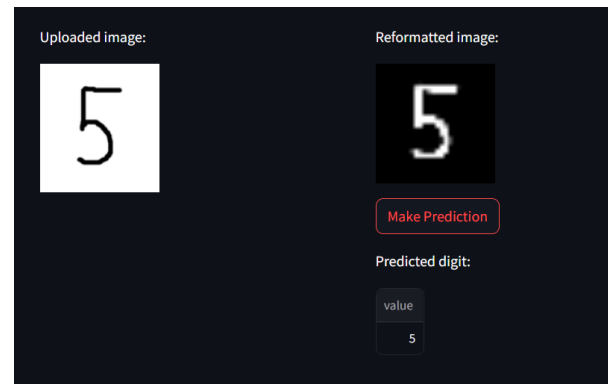 Uploaded image:
5
Reformatted image:
5
Make Prediction
Predicted digit:
value
5